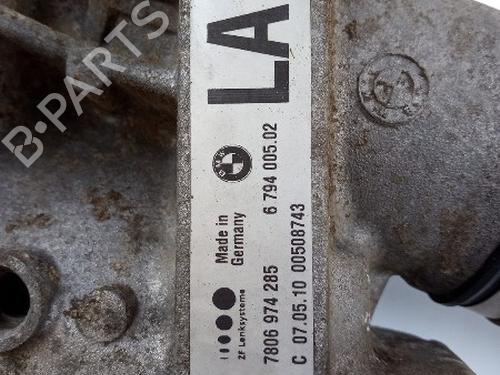 B-PARTS
LA
BMW
6 794 005.02
Made in
Germany
ZF Lenksysteme
7806 974 285
C 07.05.10 00508743